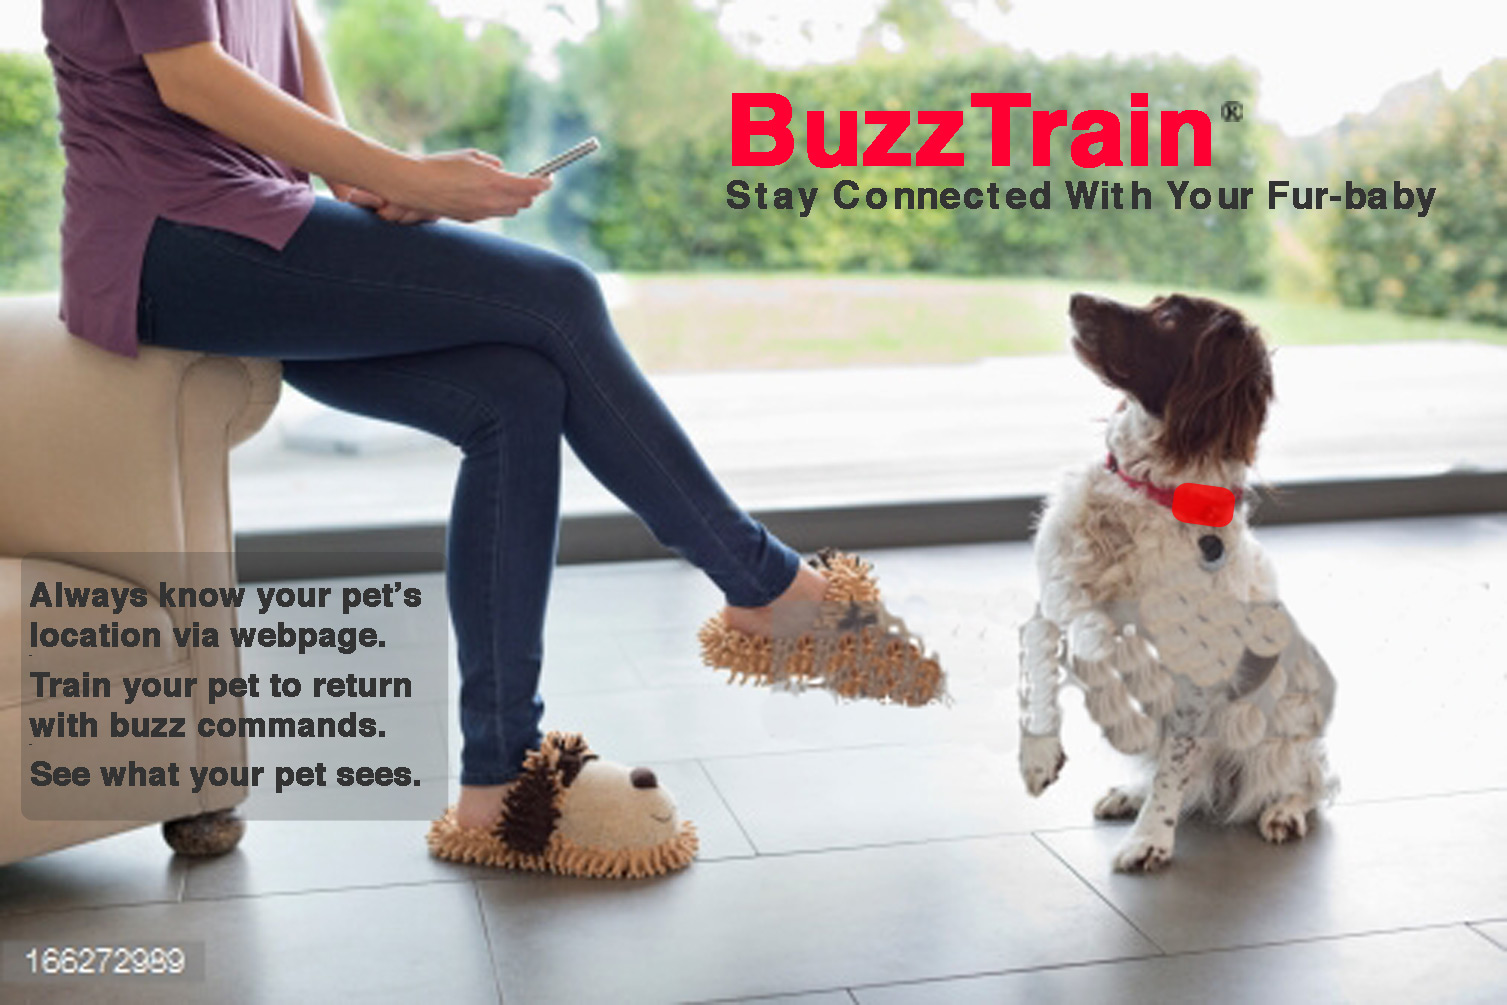 BuzzTrain®
Stay Connected With Your Fur-baby
Always know your pet's
location via webpage.
Train your pet to return
with buzz commands.
See what your pet sees.
166272989